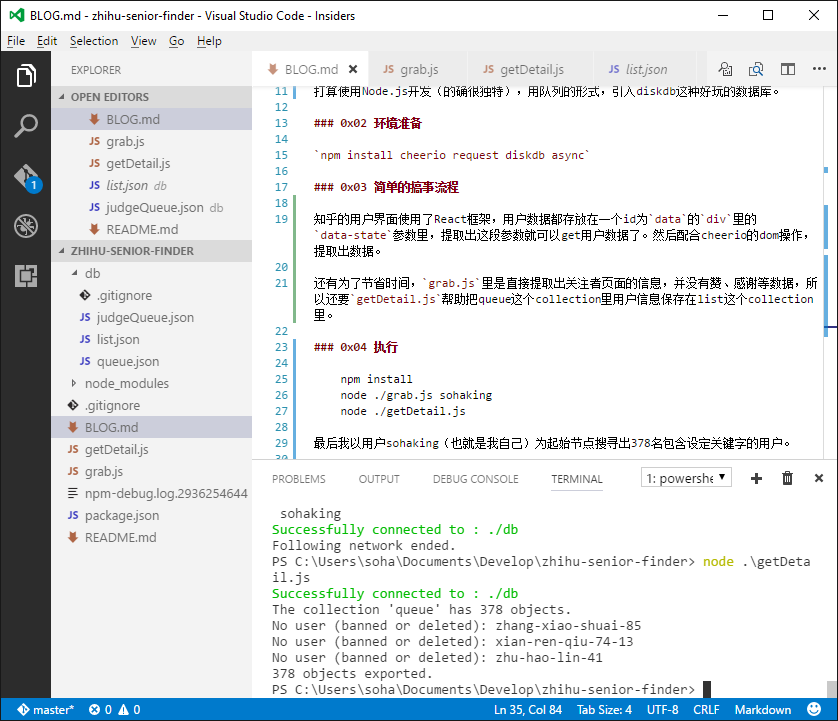 BLOG.md - zhihu-senior-finder - Visual Studio Code - Insiders
File Edit Selection View Go Help
EXPLORER
OPEN EDITORS
BLOG.md
JS grab.js
JS getDetail.js
JS list.json db
JS judgeQueue.json db
README.md
ZHIHU-SENIOR-FINDER
db
.gitignore
JS judgeQueue.json
JS list.json
JS queue.json
node_modules
.gitignore
BLOG.md
JS getDetail.js
JS grab.js
npm-debug.log.2936254644
JS package.json
README.md
1
BLOG.md JS grab.js JS getDetail.js JS list.json
11 打算使用Node.js开发（的确很独特），用队列的形式，引入diskdb这种好玩的数据库。
12
13 ### 0x02 环境准备
14
15 `npm install cheerio request diskdb async`
16
17 ### 0x03 简单的搞事流程
18
19 知乎的用户界面使用了React框架，用户数据都存放在一个id为`data`的`div`里的
`data-state`参数里，提取出这段参数就可以get用户数据了。然后配合cheerio的dom操作，
提取出数据。
20
21 还有为了节省时间，`grab.js`里是直接提取出关注者页面的信息，并没有赞、感谢等数据，所
以还要`getDetail.js`帮助把queue这个collection里用户信息保存在list这个collection
里。
22
23 ### 0x04 执行
24
25 npm install
26 node ./grab.js sohaking
27 node ./getDetail.js
28
29 最后我以用户sohaking（也就是我自己）为起始节点搜寻出378名包含设定关键字的用户。
30
PROBLEMS OUTPUT DEBUG CONSOLE TERMINAL 1: powershe
sohaking
Successfully connected to : ./db
Following network ended.
PS C:\Users\soha\Documents\Develop\zhihu-senior-finder> node .\getDeta
il.js
Successfully connected to : ./db
The collection 'queue' has 378 objects.
No user (banned or deleted): zhang-xiao-shuai-85
No user (banned or deleted): xian-ren-qiu-74-13
No user (banned or deleted): zhu-hao-lin-41
378 objects exported.
PS C:\Users\soha\Documents\Develop\zhihu-senior-finder>
master* 0 0 Ln 35, Col 84 Tab Size: 4 UTF-8 CRLF Markdown